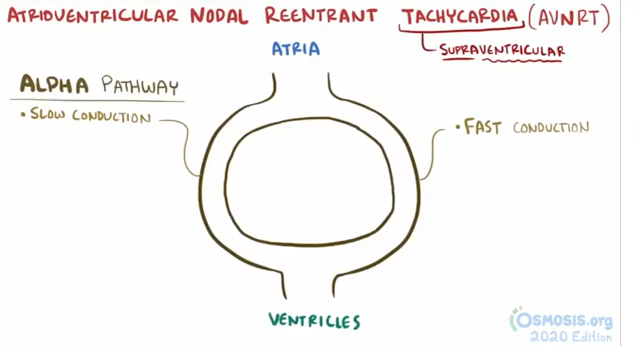 ATRIOVENTRICULAR NODAL REENTRANT TACHYCARDIA (AVNRT)
SUPRAVENTRICULAR
ATRIA
ALPHA PATHWAY
• SLOW CONDUCTION
• FAST CONDUCTION
VENTRICLES
OSMOSIS.org
2020 Edition